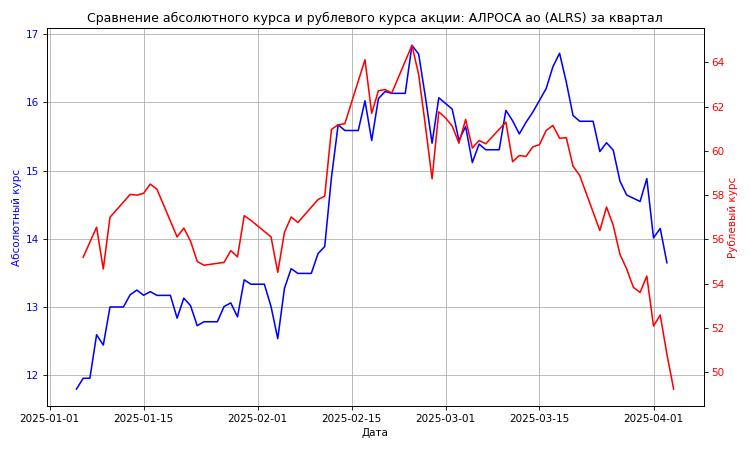 Сравнение абсолютного курса и рублевого курса акции: АЛРОСА ао (ALRS) за квартал
17
16
15
14
13
12
Абсолютный курс
64
62
60
58
56
54
52
50
Рублевый курс
2025-01-01 2025-01-15 2025-02-01 2025-02-15 2025-03-01 2025-03-15 2025-04-01
Дата